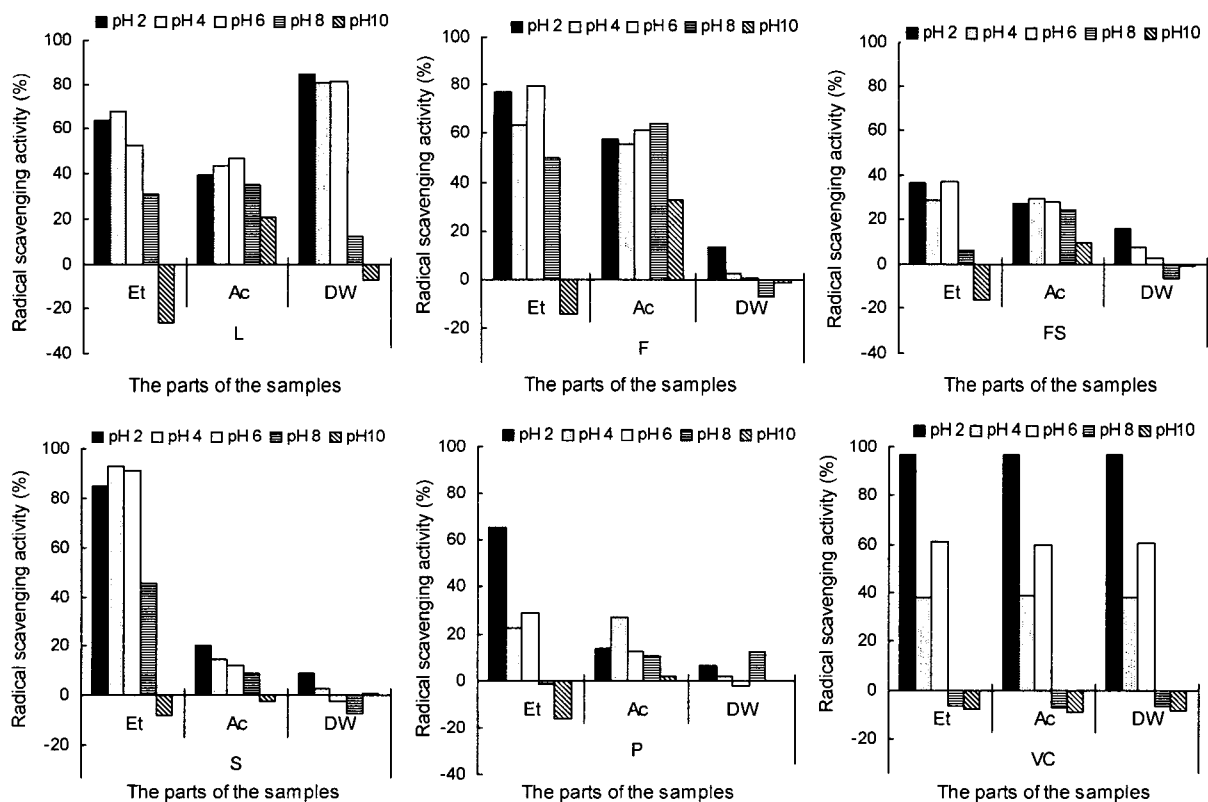 pH 2 pH 4 pH 6 pH 8 pH10
Radical scavenging activity (%)
100
80
60
40
20
0
-20
-40
Et Ac DW
L
The parts of the samples
pH 2 pH 4 pH 6 pH 8 pH10
Radical scavenging activity (%)
100
80
60
40
20
0
-20
Et Ac DW
F
The parts of the samples
pH 2 pH 4 pH 6 pH 8 pH10
Radical scavenging activity (%)
100
80
60
40
20
0
-20
-40
Et Ac DW
FS
The parts of the samples
pH 2 pH 4 pH 6 pH 8 pH10
Radical scavenging activity (%)
100
80
60
40
20
0
-20
Et Ac DW
S
The parts of the samples
pH 2 pH 4 pH 6 pH 8 pH10
Radical scavenging activity (%)
100
80
60
40
20
0
-20
-40
Et Ac DW
P
The parts of the samples
pH 2 pH 4 pH 6 pH 8 pH10
Radical scavenging activity (%)
100
80
60
40
20
0
-20
Et Ac DW
VC
The parts of the samples